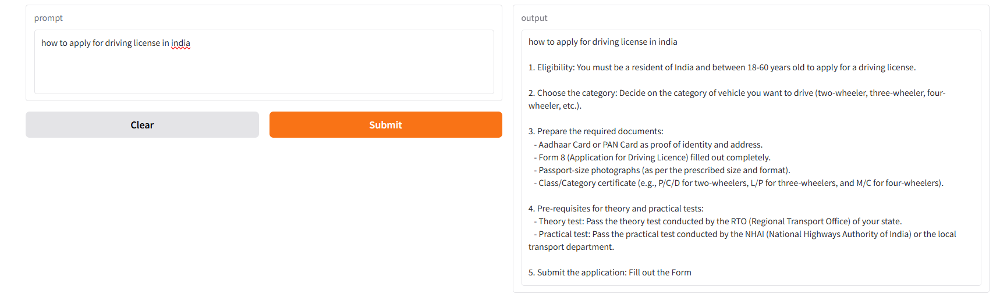 prompt
how to apply for driving license in india
Clear
Submit
output
how to apply for driving license in india
1. Eligibility: You must be a resident of India and between 18-60 years old to apply for a driving license.
2. Choose the category: Decide on the category of vehicle you want to drive (two-wheeler, three-wheeler, four-
wheeler, etc.).
3. Prepare the required documents:
- Aadhaar Card or PAN Card as proof of identity and address.
- Form 8 (Application for Driving Licence) filled out completely.
- Passport-size photographs (as per the prescribed size and format).
- Class/Category certificate (e.g., P/C/D for two-wheelers, L/P for three-wheelers, and M/C for four-wheelers).
4. Pre-requisites for theory and practical tests:
- Theory test: Pass the theory test conducted by the RTO (Regional Transport Office) of your state.
- Practical test: Pass the practical test conducted by the NHAI (National Highways Authority of India) or the local
transport department.
5. Submit the application: Fill out the Form